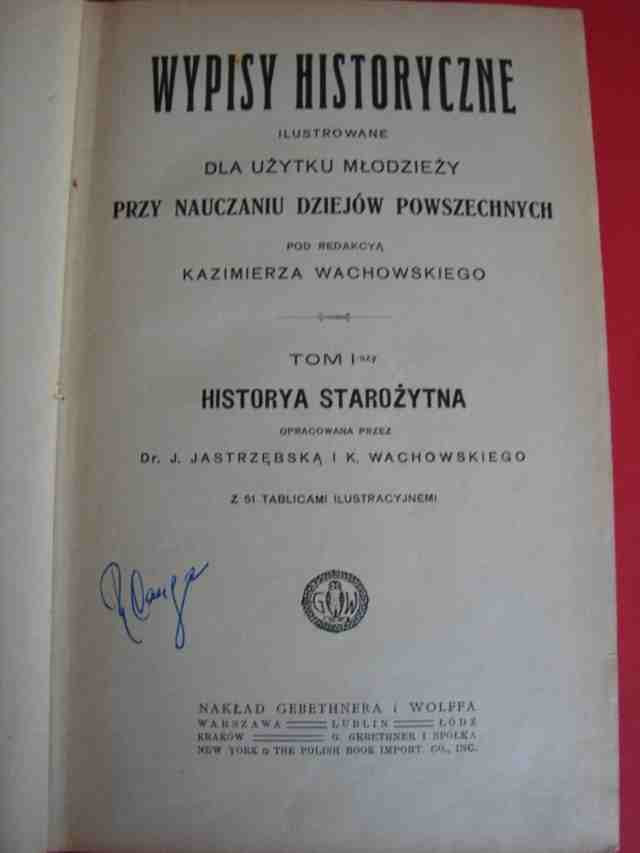 WYPISY HISTORYCZNE
ILUSTROWANE
DLA UŻYTKU MŁODZIEŻY
PRZY NAUCZANIU DZIEJÓW POWSZECHNYCH
POD REDAKCYĄ
KAZIMIERZA WACHOWSKIEGO
TOM I-szy
HISTORYA STAROŻYTNA
OPRACOWANA PRZEZ
Dr. J. JASTRZĘBSKĄ I K. WACHOWSKIEGO
Z 51 TABLICAMI ILUSTRACYJNEMI
G W
NAKŁAD GEBETHNERA i WOLFFA
WARSZAWA LUBLIN ŁÓDŹ
KRAKÓW G. GEBETHNER I SPÓŁKA
NEW YORK THE POLISH BOOK IMPORT. CO., INC.